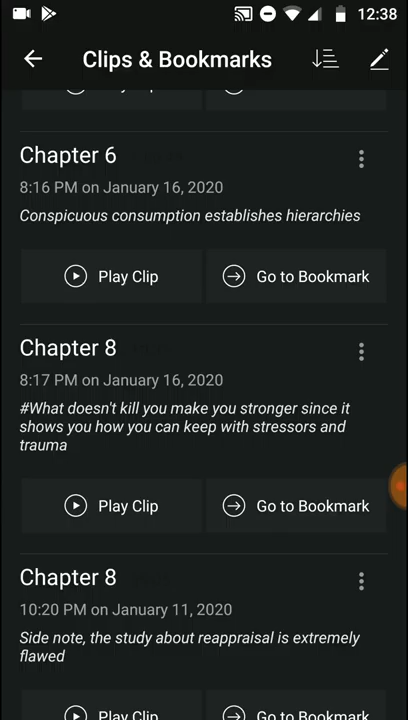 12:38
Clips & Bookmarks
Chapter 6
8:16 PM on January 16, 2020
Conspicuous consumption establishes hierarchies
Play Clip Go to Bookmark
Chapter 8
8:17 PM on January 16, 2020
#What doesn't kill you make you stronger since it
shows you how you can keep with stressors and
trauma
Play Clip Go to Bookmark
Chapter 8
10:20 PM on January 11, 2020
Side note, the study about reappraisal is extremely
flawed
Play Clip Go to Bookmark